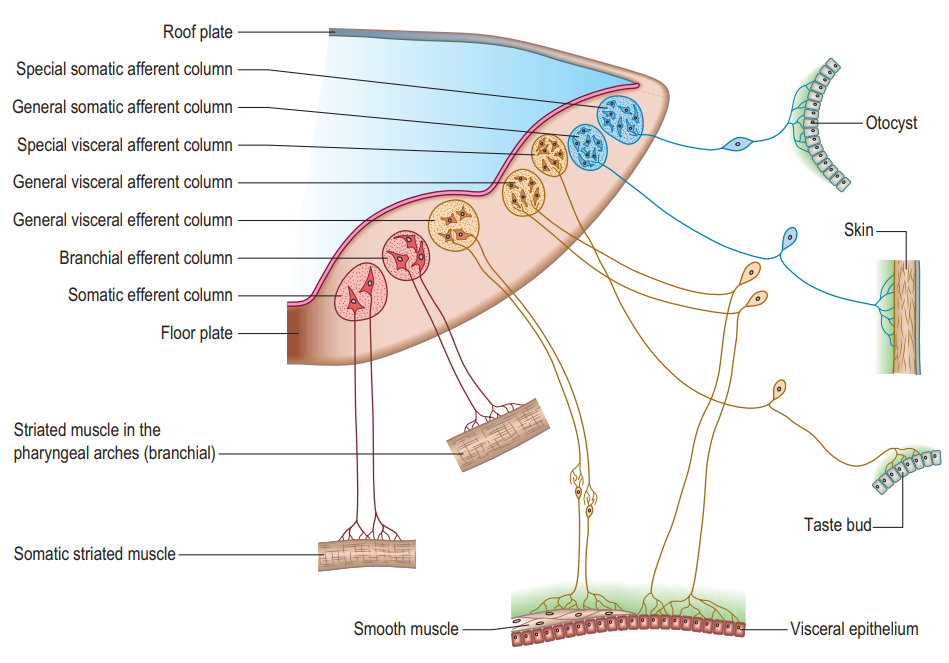 Roof plate
Special somatic afferent column
General somatic afferent column
Special visceral afferent column
General visceral afferent column
General visceral efferent column
Branchial efferent column
Somatic efferent column
Floor plate
Otocyst
Skin
Striated muscle in the
pharyngeal arches (branchial)
Taste bud
Somatic striated muscle
Smooth muscle
Visceral epithelium